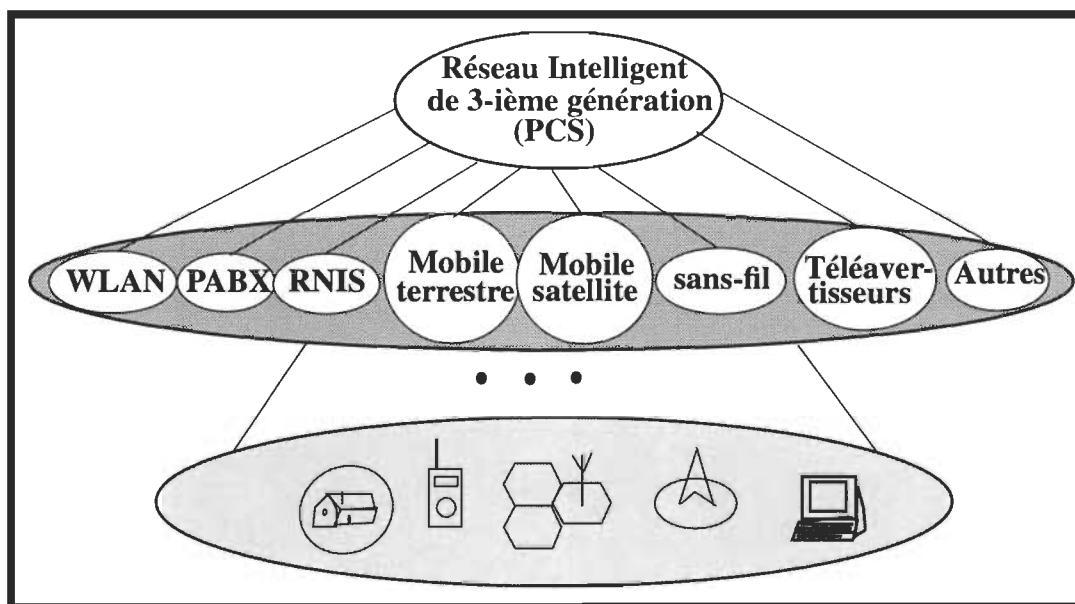 Réseau Intelligent
de 3-ième génération
(PCS)
WLAN
PABX
RNIS
Mobile
terrestre
Mobile
satellite
sans-fil
Téléaver-
tisseurs
Autres